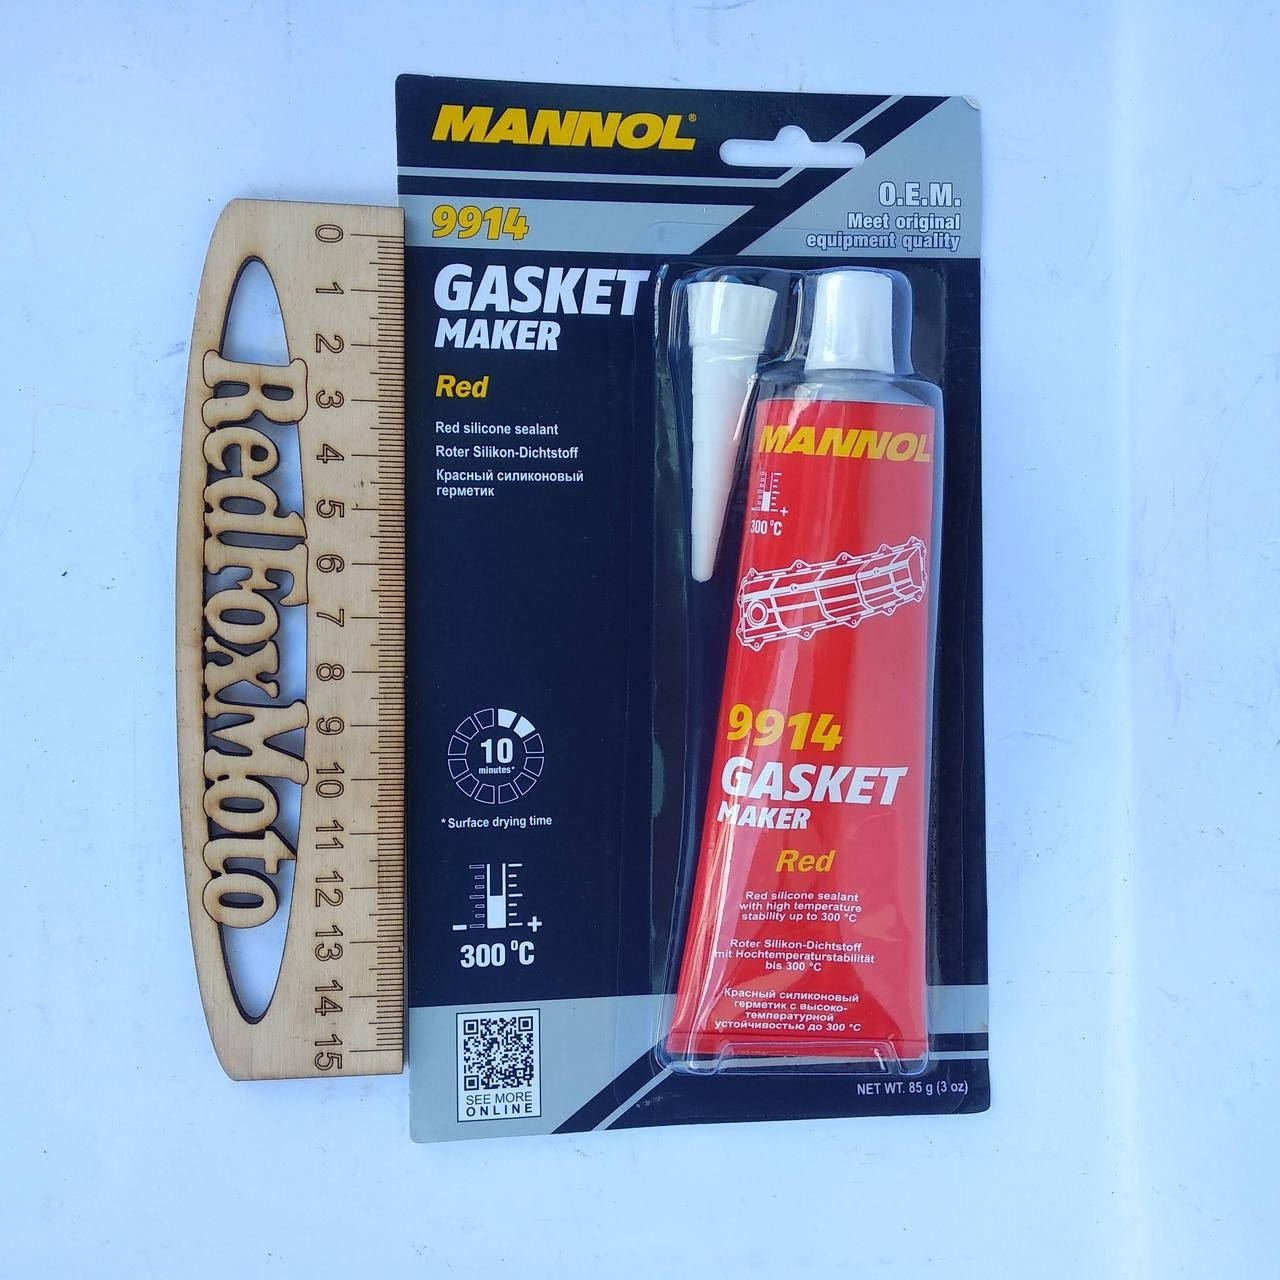 MANNOL®
9914
O.E.M.
Meet original
equipment quality
GASKET
MAKER
Red
Red silicone sealant
Roter Silikon-Dichtstoff
Красный силиконовый
герметик
10
minutes*
* Surface drying time
- +
300 °C
SEE MORE
ONLINE
NET WT. 85 g (3 oz)
MANNOL
+
300 °C
9914
GASKET
MAKER
Red
Red silicone sealant
with high temperature
stability up to 300 °C
Roter Silikon-Dichtstoff
mit Hochtemperaturstabilität
bis 300 °C
Красный силиконовый
герметик с высоко-
температурной
устойчивостью до 300 °C
RedFoxMoto
0 1 2 3 4 5 6 7 8 9 10 11 12 13 14 15